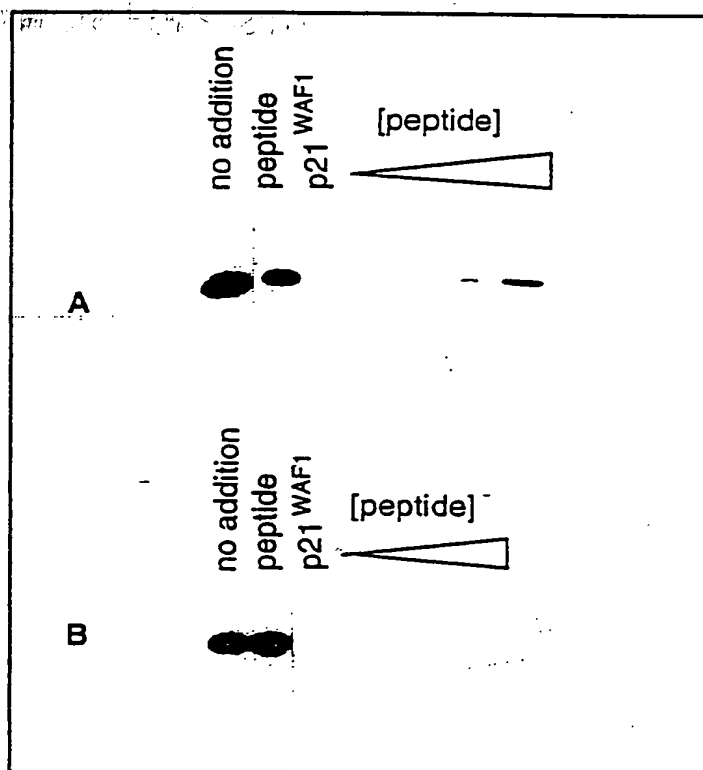 no addition
peptide
p21 WAF1
[peptide]
A
no addition
peptide
p21 WAF1
[peptide]
B